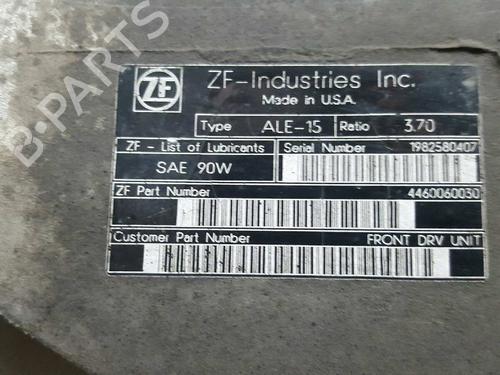 B-PARTS
ZF
ZF-Industries Inc.
Made in U.S.A.
Type ALE-15 Ratio 3.70
ZF - List of Lubricants Serial Number 1982580407
SAE 90W
ZF Part Number 4460060030
Customer Part Number FRONT DRV UNIT